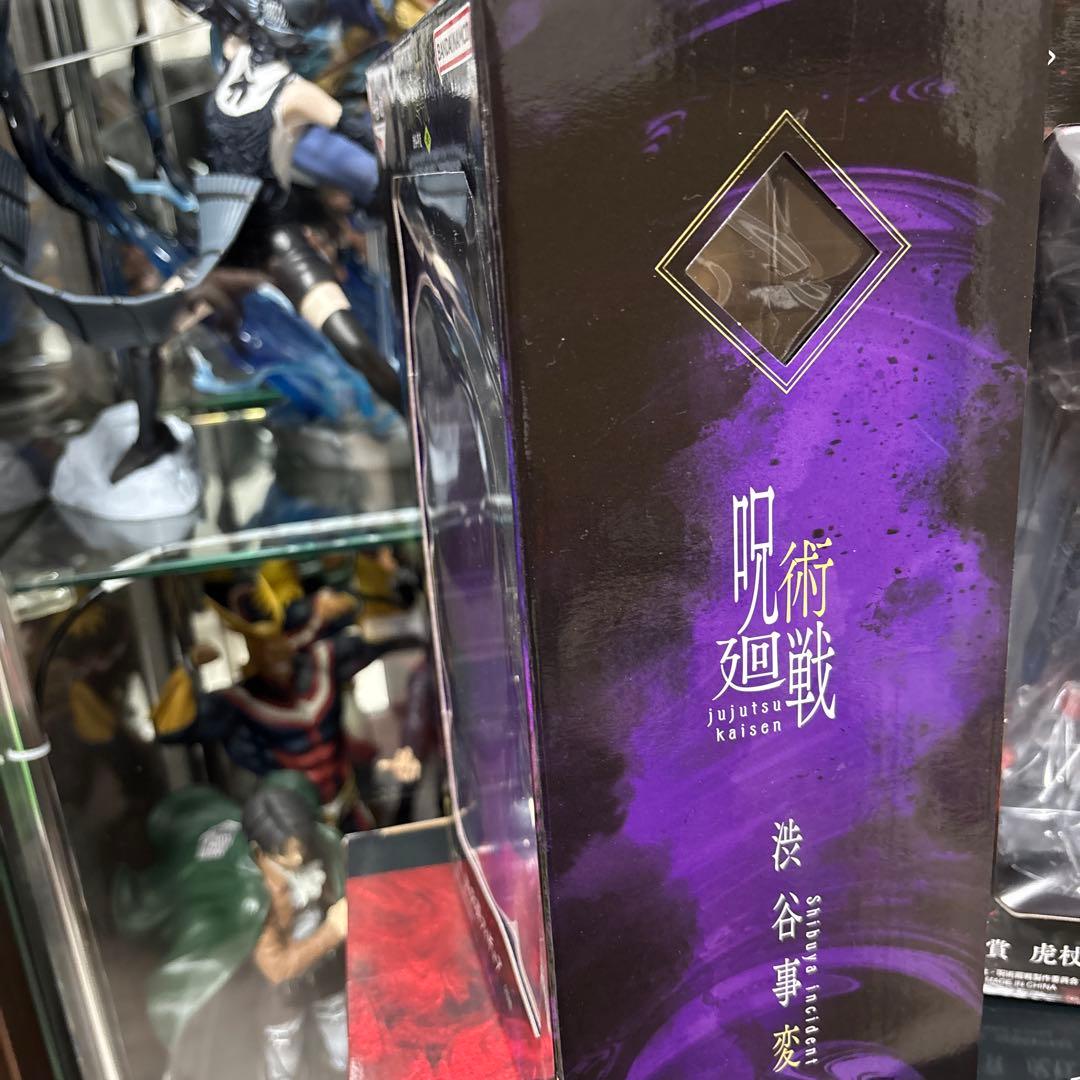 BANDAI NAMCO
呪術
廻戦
jujutsu
kaisen
渋谷事変
Shibuya incident
賞 虎杖
MADE IN CHINA